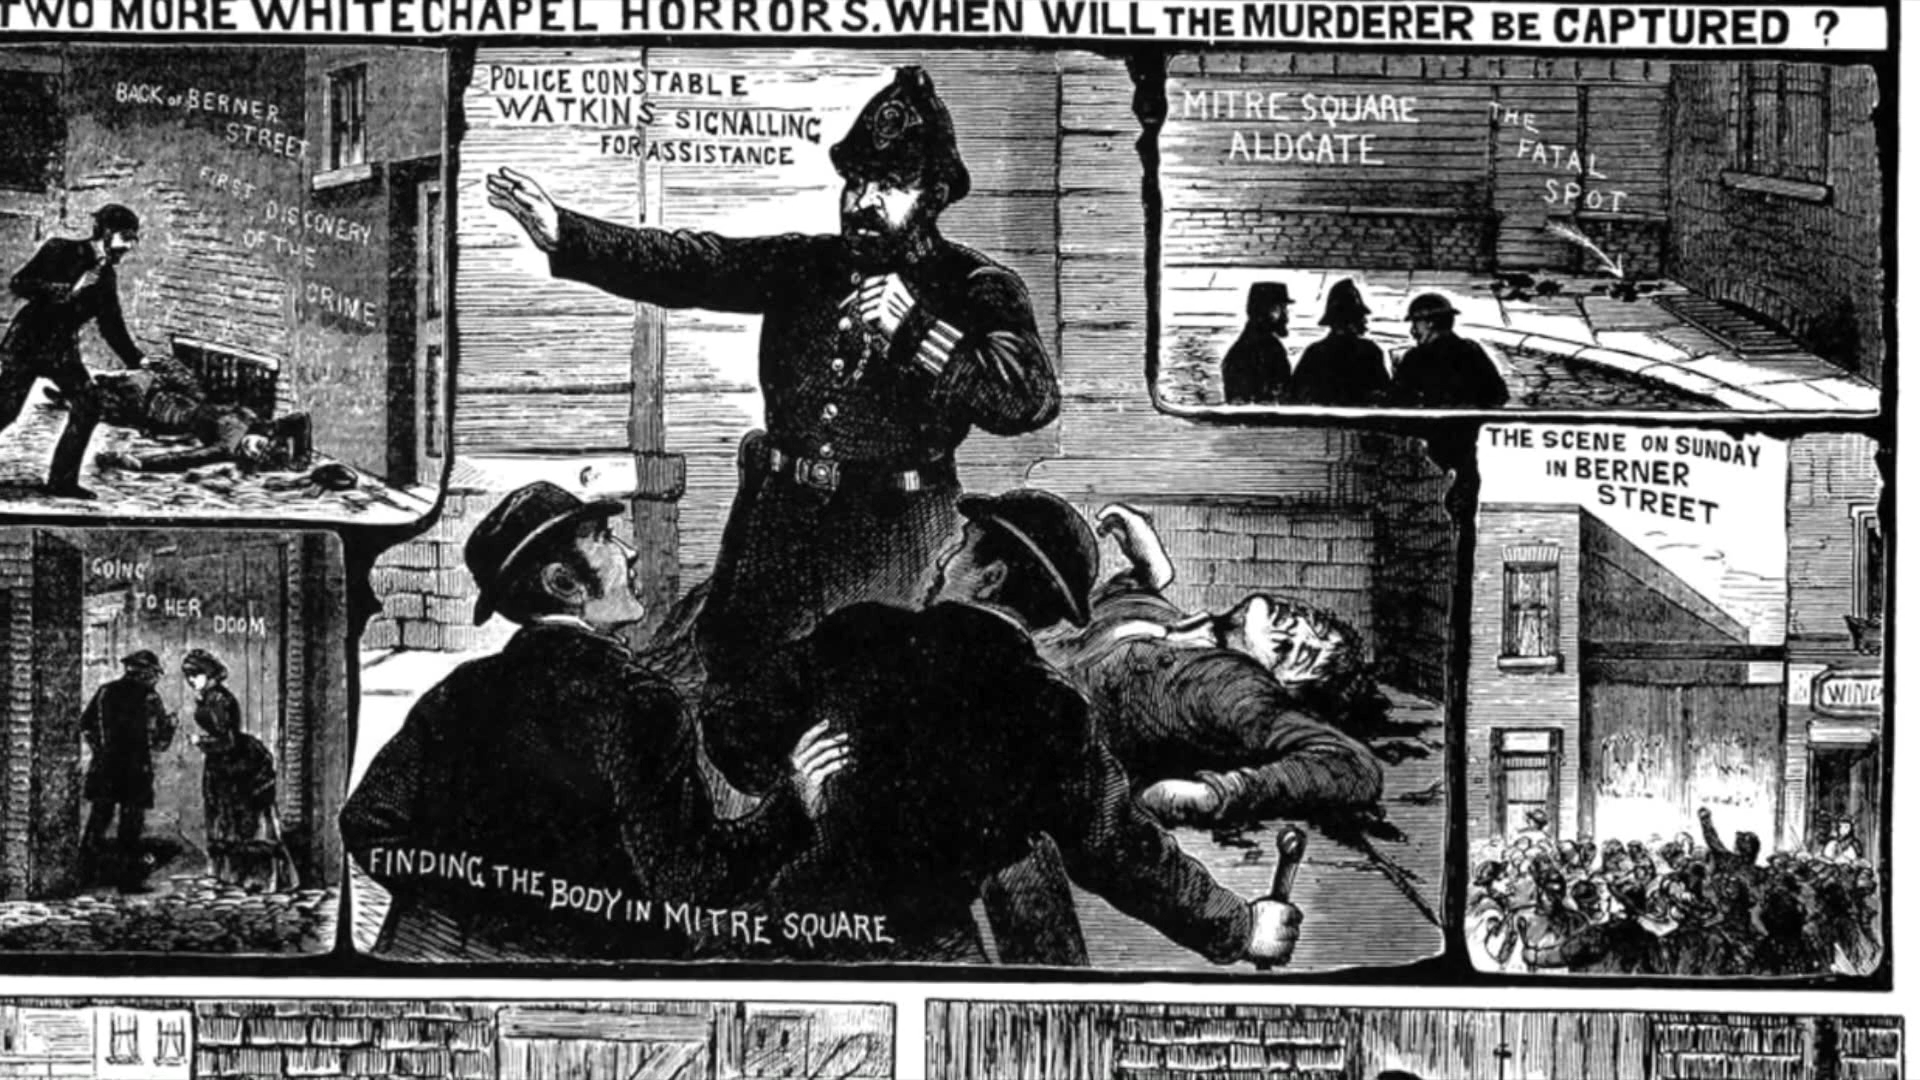 TWO MORE WHITECHAPEL HORRORS. WHEN WILL THE MURDERER BE CAPTURED ?
BACK OF BERNER
STREET
FIRST
DISCOVERY
OF THE
CRIME
POLICE CONSTABLE
WATKINS SIGNALLING
FOR ASSISTANCE
MITRE SQUARE
ALDGATE
THE
FATAL
SPOT
THE SCENE ON SUNDAY
IN BERNER
STREET
GOING
TO HER
DOOM
FINDING THE BODY IN MITRE SQUARE